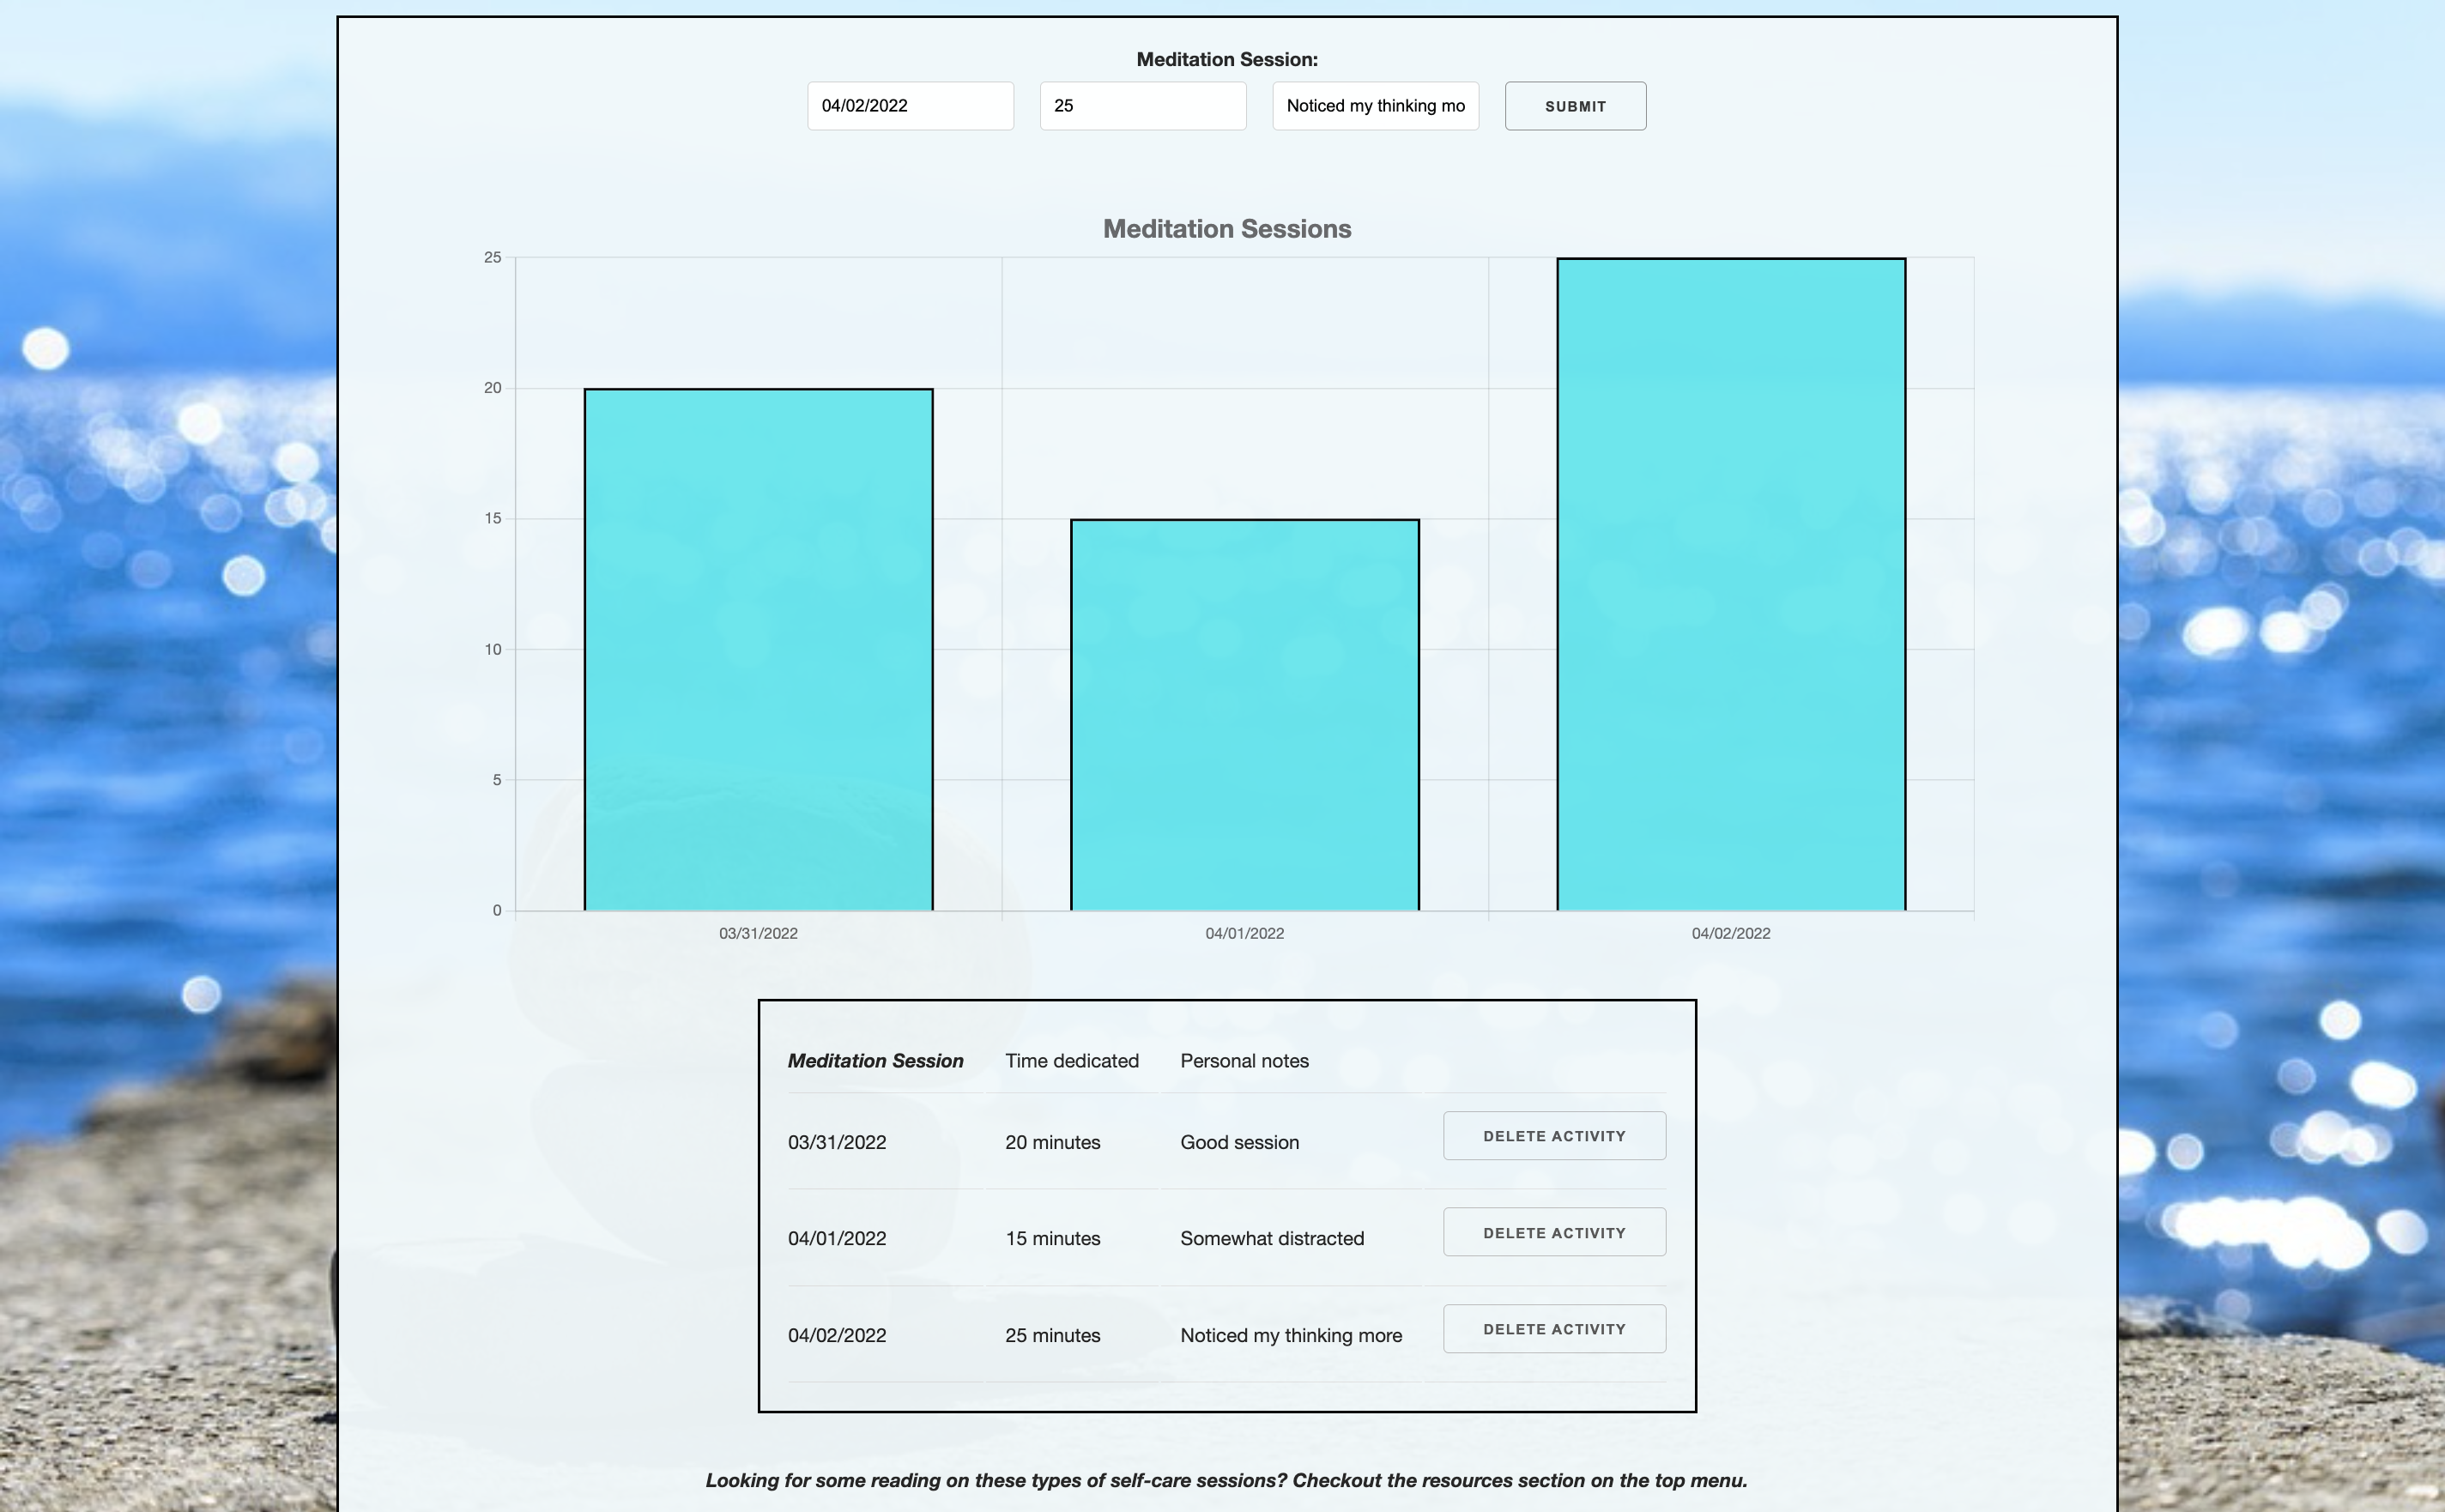 Meditation Session:
04/02/2022 25 Noticed my thinking mo SUBMIT
Meditation Sessions
25
20
15
10
5
0
03/31/2022 04/01/2022 04/02/2022
Meditation Session Time dedicated Personal notes
03/31/2022 20 minutes Good session DELETE ACTIVITY
04/01/2022 15 minutes Somewhat distracted DELETE ACTIVITY
04/02/2022 25 minutes Noticed my thinking more DELETE ACTIVITY
Looking for some reading on these types of self-care sessions? Checkout the resources section on the top menu.